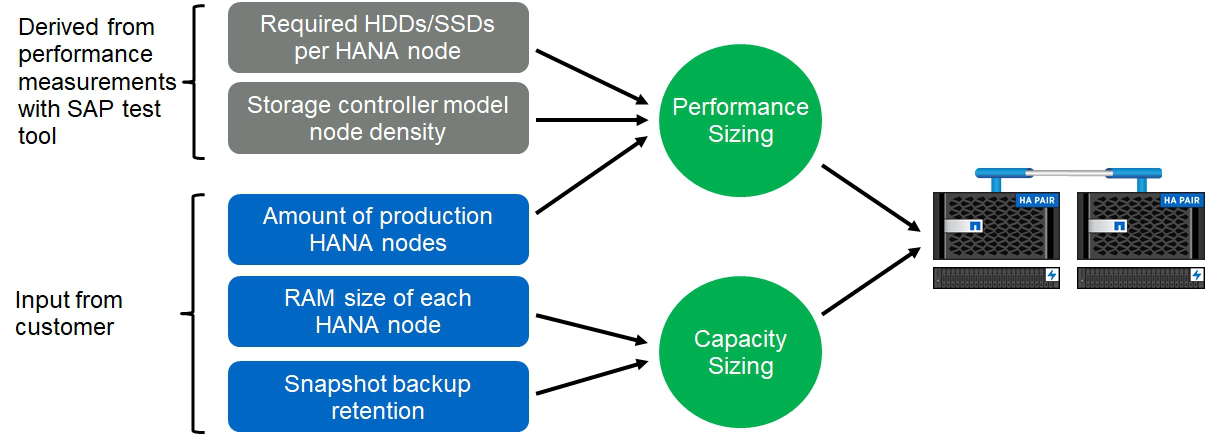 Derived from
performance
measurements
with SAP test
tool
Required HDDs/SSDs
per HANA node
Storage controller model
node density
Performance
Sizing
HA PAIR
HA PAIR
Input from
customer
Amount of production
HANA nodes
RAM size of each
HANA node
Snapshot backup
retention
Capacity
Sizing